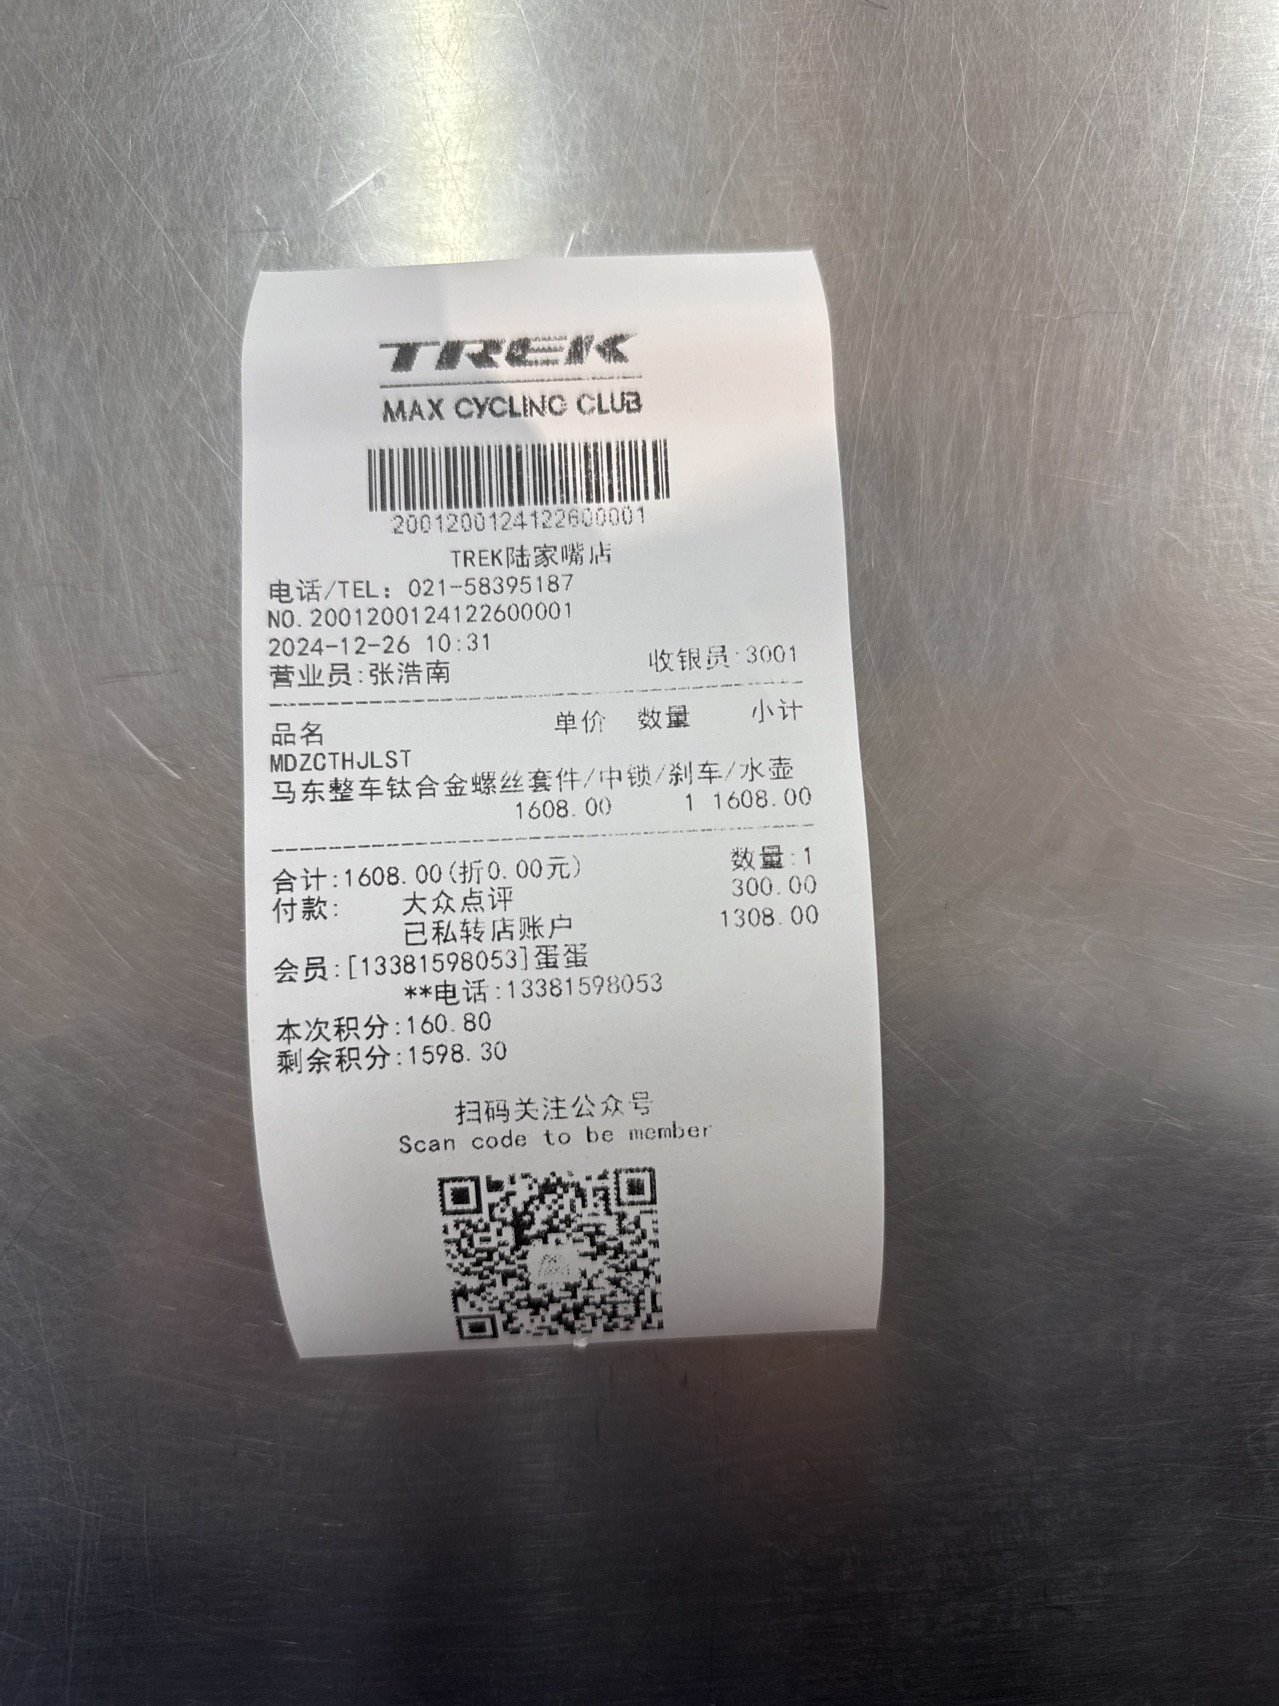 TREK
MAX CYCLING CLUB
2001200124122600001
TREK陆家嘴店
电话/TEL: 021-58395187
NO.2001200124122600001
2024-12-26 10:31
营业员:张浩南 收银员:3001
品名 单价 数量 小计
MDZCTHJLST
马东整车钛合金螺丝套件/中锁/刹车/水壶
1608.00 1 1608.00
合计:1608.00(折0.00元) 数量:1
付款: 大众点评 300.00
已私转店账户 1308.00
会员:[13381598053]蛋蛋
**电话:13381598053
本次积分:160.80
剩余积分:1598.30
扫码关注公众号
Scan code to be member